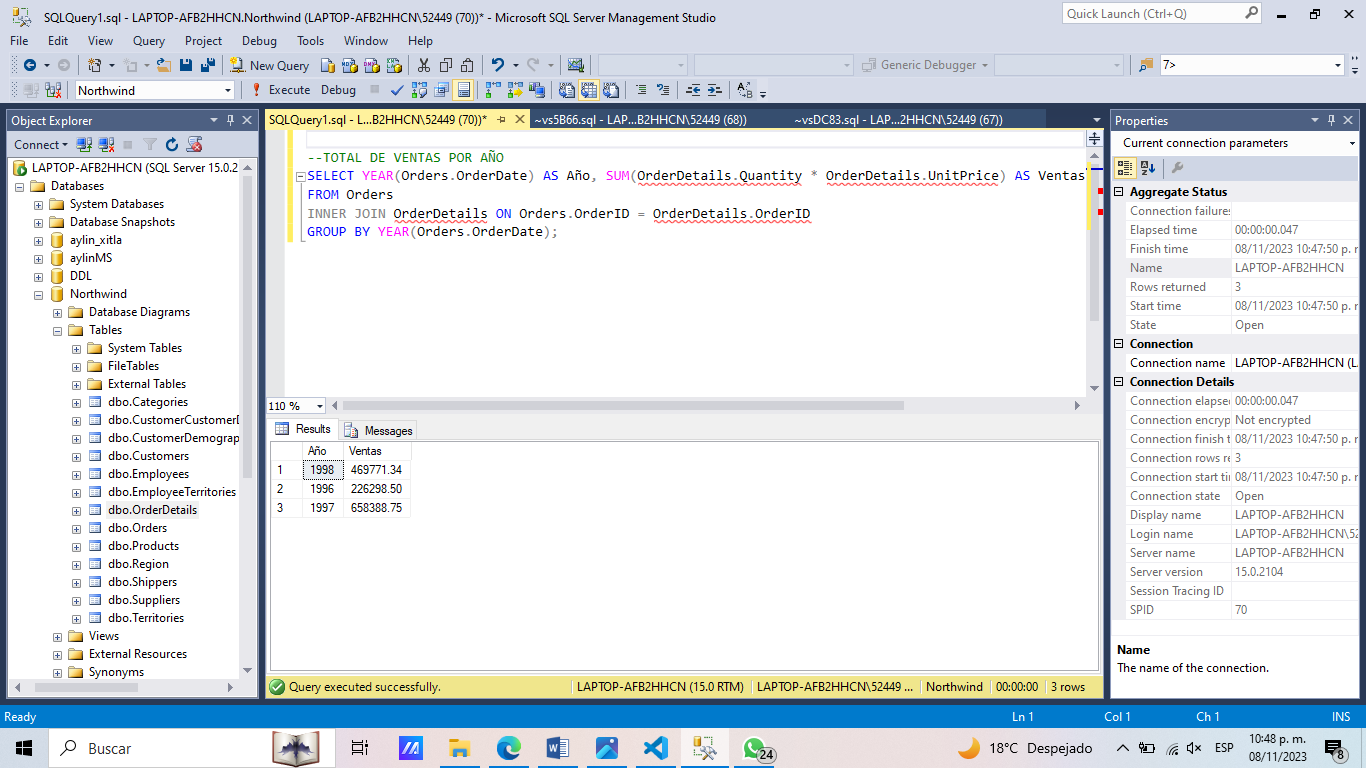 SQLQuery1.sql - LAPTOP-AFB2HHCN.Northwind (LAPTOP-AFB2HHCN\52449 (70))* - Microsoft SQL Server Management Studio
Quick Launch (Ctrl+Q)
File Edit View Query Project Debug Tools Window Help
New Query
Generic Debugger
7>
Northwind
Execute Debug
Object Explorer
Connect
LAPTOP-AFB2HHCN (SQL Server 15.0.2
Databases
System Databases
Database Snapshots
aylin_xitla
aylinMS
DDL
Northwind
Database Diagrams
Tables
System Tables
FileTables
External Tables
dbo.Categories
dbo.CustomerCustomerD
dbo.CustomerDemograp
dbo.Customers
dbo.Employees
dbo.EmployeeTerritories
dbo.OrderDetails
dbo.Orders
dbo.Products
dbo.Region
dbo.Shippers
dbo.Suppliers
dbo.Territories
Views
External Resources
Synonyms
SQLQuery1.sql - L...B2HHCN\52449 (70))*
~vs5B66.sql - LAP...B2HHCN\52449 (68))
~vsDC83.sql - LAP...2HHCN\52449 (67))
--TOTAL DE VENTAS POR AÑO
SELECT YEAR(Orders.OrderDate) AS Año, SUM(OrderDetails.Quantity * OrderDetails.UnitPrice) AS Ventas
FROM Orders
INNER JOIN OrderDetails ON Orders.OrderID = OrderDetails.OrderID
GROUP BY YEAR(Orders.OrderDate);
110 %
Results Messages
Año Ventas
1 1998 469771.34
2 1996 226298.50
3 1997 658388.75
Query executed successfully.
LAPTOP-AFB2HHCN (15.0 RTM)
LAPTOP-AFB2HHCN\52449 ...
Northwind
00:00:00
3 rows
Properties
Current connection parameters
Aggregate Status
Connection failures
Elapsed time 00:00:00.047
Finish time 08/11/2023 10:47:50 p. r
Name LAPTOP-AFB2HHCN
Rows returned 3
Start time 08/11/2023 10:47:50 p. r
State Open
Connection
Connection name LAPTOP-AFB2HHCN (L
Connection Details
Connection elapse 00:00:00.047
Connection encryp Not encrypted
Connection finish t 08/11/2023 10:47:50 p. r
Connection rows re 3
Connection start tir 08/11/2023 10:47:50 p. r
Connection state Open
Display name LAPTOP-AFB2HHCN
Login name LAPTOP-AFB2HHCN\52
Server name LAPTOP-AFB2HHCN
Server version 15.0.2104
Session Tracing ID
SPID 70
Name
The name of the connection.
Ready
Ln 1
Col 1
Ch 1
INS
Buscar
24
18°C Despejado
ESP
10:48 p. m.
08/11/2023
8